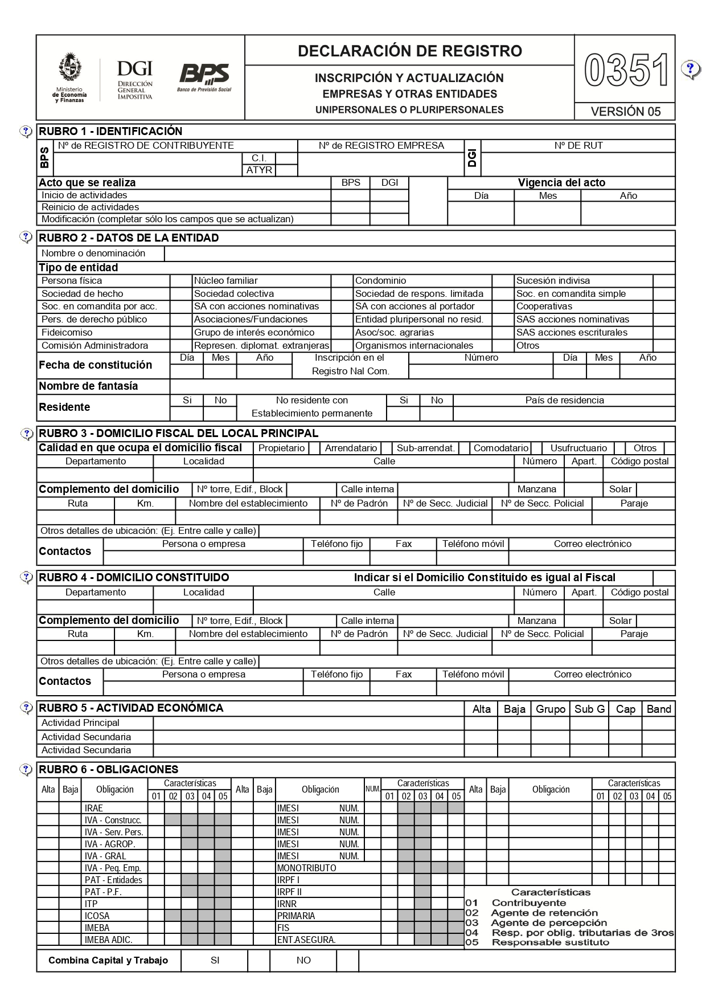 Ministerio
de Economía
y Finanzas
DGI
DIRECCIÓN
GENERAL
IMPOSITIVA
BPS
Banco de Previsión Social
DECLARACIÓN DE REGISTRO
INSCRIPCIÓN Y ACTUALIZACIÓN
EMPRESAS Y OTRAS ENTIDADES
UNIPERSONALES O PLURIPERSONALES
0351
VERSIÓN 05
?
?
RUBRO 1 - IDENTIFICACIÓN
BPS
Nº de REGISTRO DE CONTRIBUYENTE
Nº de REGISTRO EMPRESA
DGI
Nº DE RUT
C.I.
ATYR
Acto que se realiza BPS DGI Vigencia del acto
Inicio de actividades Día Mes Año
Reinicio de actividades
Modificación (completar sólo los campos que se actualizan)
?
RUBRO 2 - DATOS DE LA ENTIDAD
Nombre o denominación
Tipo de entidad
Persona física Núcleo familiar Condominio Sucesión indivisa
Sociedad de hecho Sociedad colectiva Sociedad de respons. limitada Soc. en comandita simple
Soc. en comandita por acc. SA con acciones nominativas SA con acciones al portador Cooperativas
Pers. de derecho público Asociaciones/Fundaciones Entidad pluripersonal no resid. SAS acciones nominativas
Fideicomiso Grupo de interés económico Asoc/soc. agrarias SAS acciones escriturales
Comisión Administradora Represen. diplomat. extranjeras Organismos internacionales Otros
Fecha de constitución Día Mes Año Inscripción en el Número Día Mes Año
Registro Nal Com.
Nombre de fantasía
Residente Si No No residente con Si No País de residencia
Establecimiento permanente
?
RUBRO 3 - DOMICILIO FISCAL DEL LOCAL PRINCIPAL
Calidad en que ocupa el domicilio fiscal Propietario Arrendatario Sub-arrendat. Comodatario Usufructuario Otros
Departamento Localidad Calle Número Apart. Código postal
Complemento del domicilio Nº torre, Edif., Block Calle interna Manzana Solar
Ruta Km. Nombre del establecimiento Nº de Padrón Nº de Secc. Judicial Nº de Secc. Policial Paraje
Otros detalles de ubicación: (Ej. Entre calle y calle)
Contactos Persona o empresa Teléfono fijo Fax Teléfono móvil Correo electrónico
?
RUBRO 4 - DOMICILIO CONSTITUIDO Indicar si el Domicilio Constituido es igual al Fiscal
Departamento Localidad Calle Número Apart. Código postal
Complemento del domicilio Nº torre, Edif., Block Calle interna Manzana Solar
Ruta Km. Nombre del establecimiento Nº de Padrón Nº de Secc. Judicial Nº de Secc. Policial Paraje
Otros detalles de ubicación: (Ej. Entre calle y calle)
Contactos Persona o empresa Teléfono fijo Fax Teléfono móvil Correo electrónico
?
RUBRO 5 - ACTIVIDAD ECONÓMICA Alta Baja Grupo Sub G Cap Band
Actividad Principal
Actividad Secundaria
Actividad Secundaria
?
RUBRO 6 - OBLIGACIONES
Alta Baja Obligación Características Alta Baja Obligación NUM. Características Alta Baja Obligación Características
01 02 03 04 05 01 02 03 04 05 01 02 03 04 05
IRAE IMESI NUM.
IVA - Construcc. IMESI NUM.
IVA - Serv. Pers. IMESI NUM.
IVA - AGROP. IMESI NUM.
IVA - GRAL IMESI NUM.
IVA - Peq. Emp. MONOTRIBUTO
PAT - Entidades IRPF I
PAT - P.F. IRPF II
ITP IRNR
ICOSA PRIMARIA
IMEBA FIS
IMEBA ADIC. ENT.ASEGURA.
Características
01 Contribuyente
02 Agente de retención
03 Agente de percepción
04 Resp. por oblig. tributarias de 3ros
05 Responsable sustituto
Combina Capital y Trabajo SI NO